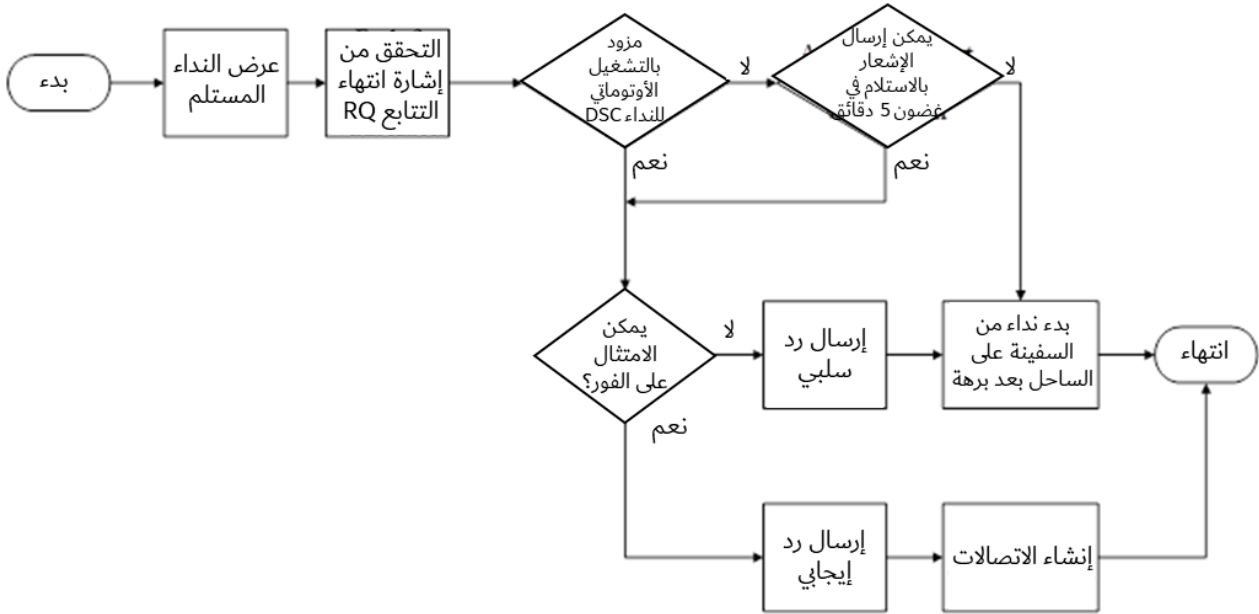 بدء
عرض النداء
المستلم
التحقق من
إشارة انتهاء
التتابع RQ
مزود
بالتشغيل
الأوتوماتي
للنداء DSC
لا
يمكن إرسال
الإشعار
بالاستلام في
غضون 5 دقائق
لا
نعم
نعم
يمكن
الامتثال
على الفور؟
لا
إرسال رد
سلبي
بدء نداء من
السفينة على
الساحل بعد برهة
انتهاء
نعم
إرسال رد
إيجابي
إنشاء الاتصالات